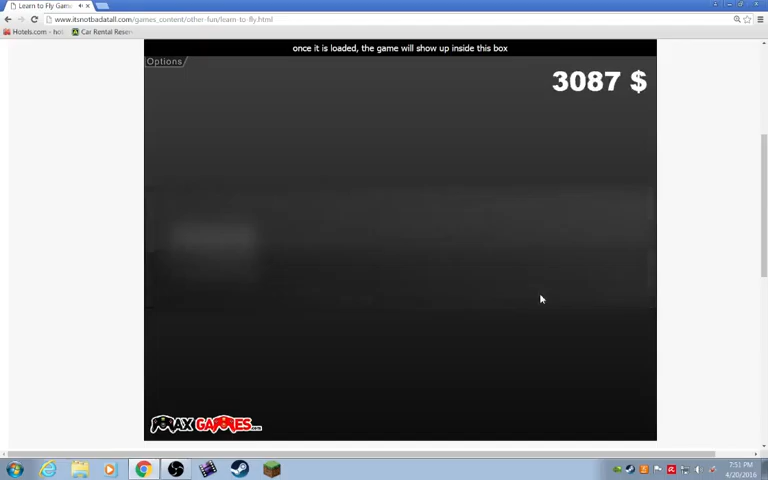 Learn to Fly Game
www.itsnotbadatall.com/games_content/other-fun/learn-to-fly.html
Hotels.com - hot
Car Rental Reser
once it is loaded, the game will show up inside this box
Options
3087 $
MAX GAMES.com
7:51 PM
4/20/2016